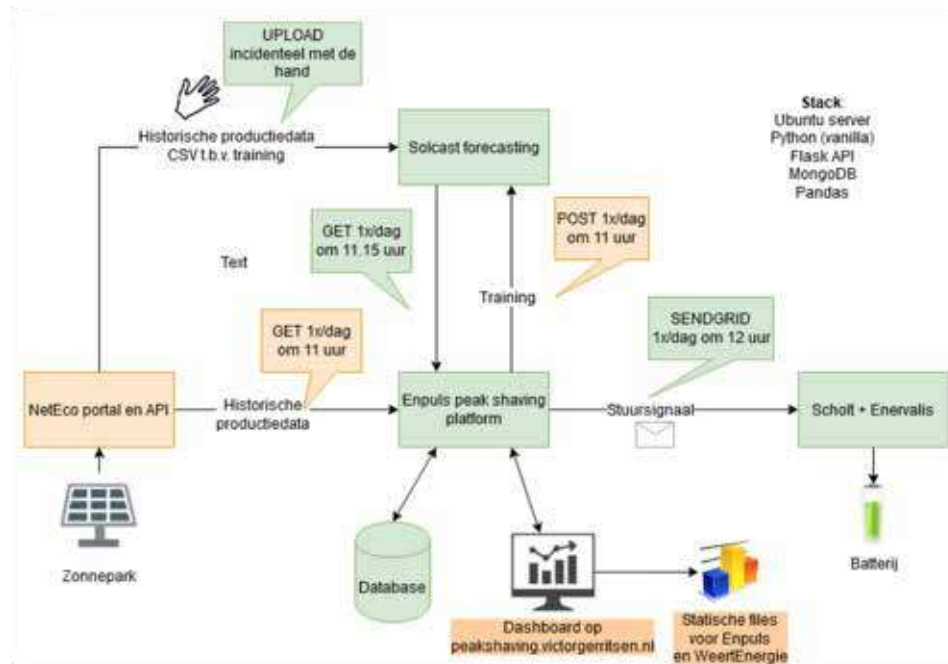 UPLOAD
incidenteel met de
hand
Historische productiedata
CSV t.b.v. training
Solcast forecasting
Stack
Ubuntu server
Python (vanilla)
Flask API
MongoDB
Pandas
GET 1x/dag
om 11.15 uur
POST 1x/dag
om 11 uur
Text
Training
GET 1x/dag
om 11 uur
SENDGRID
1x/dag om 12 uur
NetEco portal en API
Historische
productiedata
Enpuls peak shaving
platform
Stuursignaal
Scholt + Enervalis
Zonnepark
Database
Batterij
Dashboard op
peakshaving.victorgerritsen.nl
Statische files
voor Enpuls
en WeertEnergie